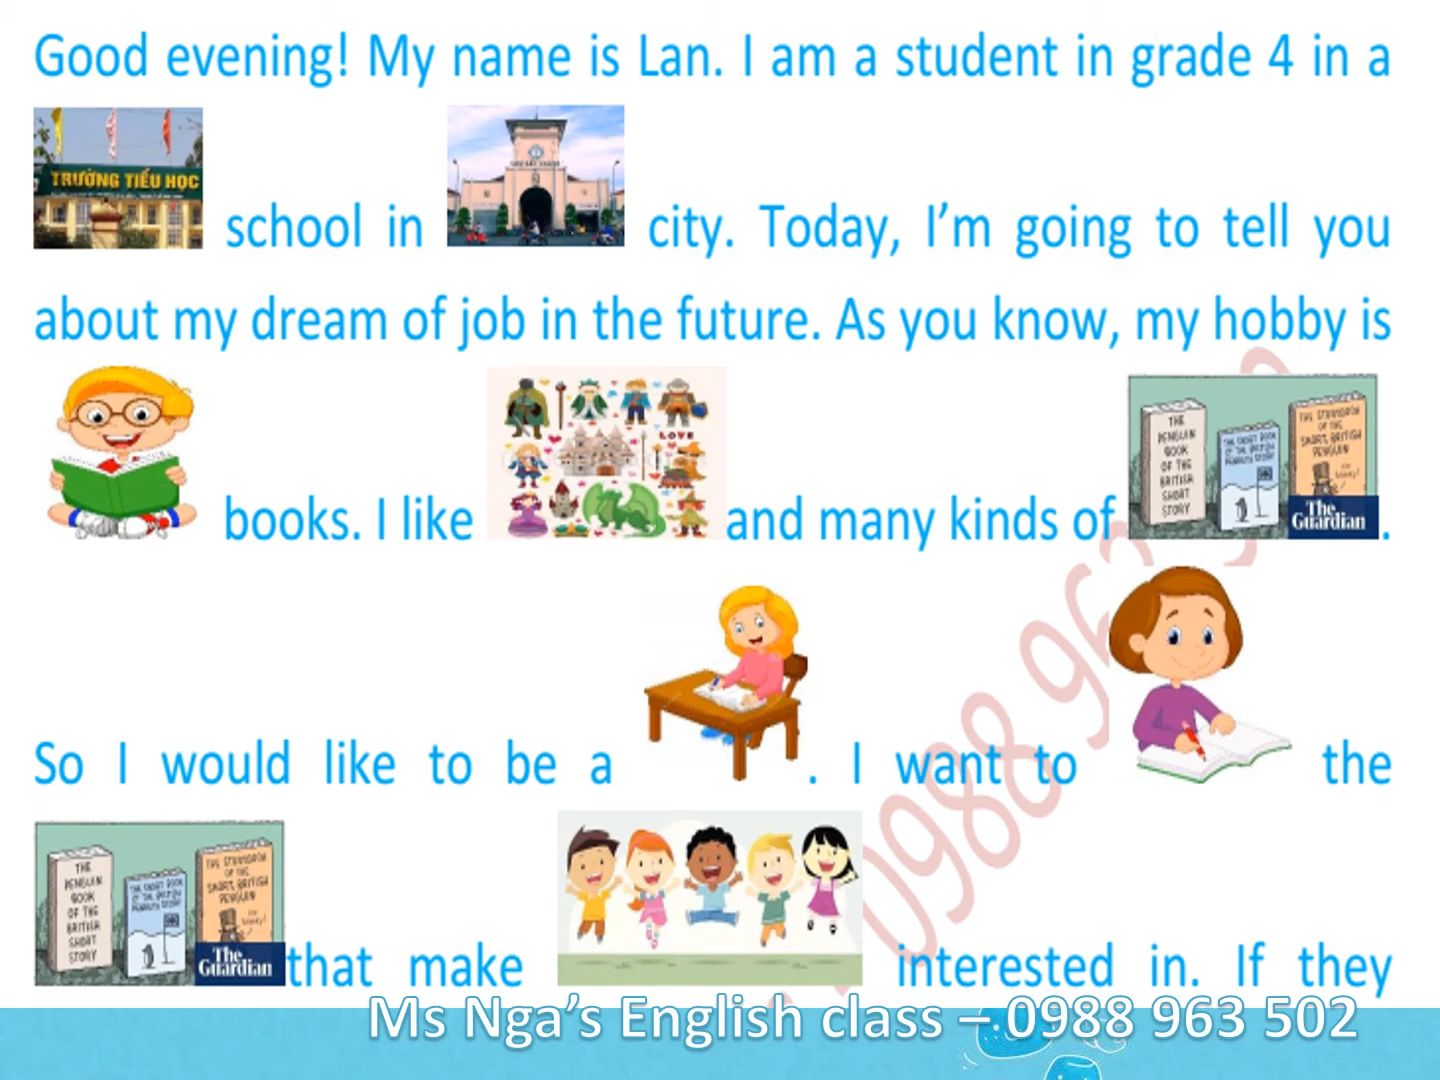 Good evening! My name is Lan. I am a student in grade 4 in a
TRƯỜNG TIỂU HỌC
school in city. Today, I'm going to tell you
about my dream of job in the future. As you know, my hobby is
LOVE
THE PENGUIN BOOK OF THE BRITISH SHORT STORY
The Guardian
books. I like and many kinds of .
So I would like to be a . I want to the
THE PENGUIN BOOK OF THE BRITISH SHORT STORY
The Guardian
that make interested in. If they
0988 963
Ms Nga's English class – 0988 963 502